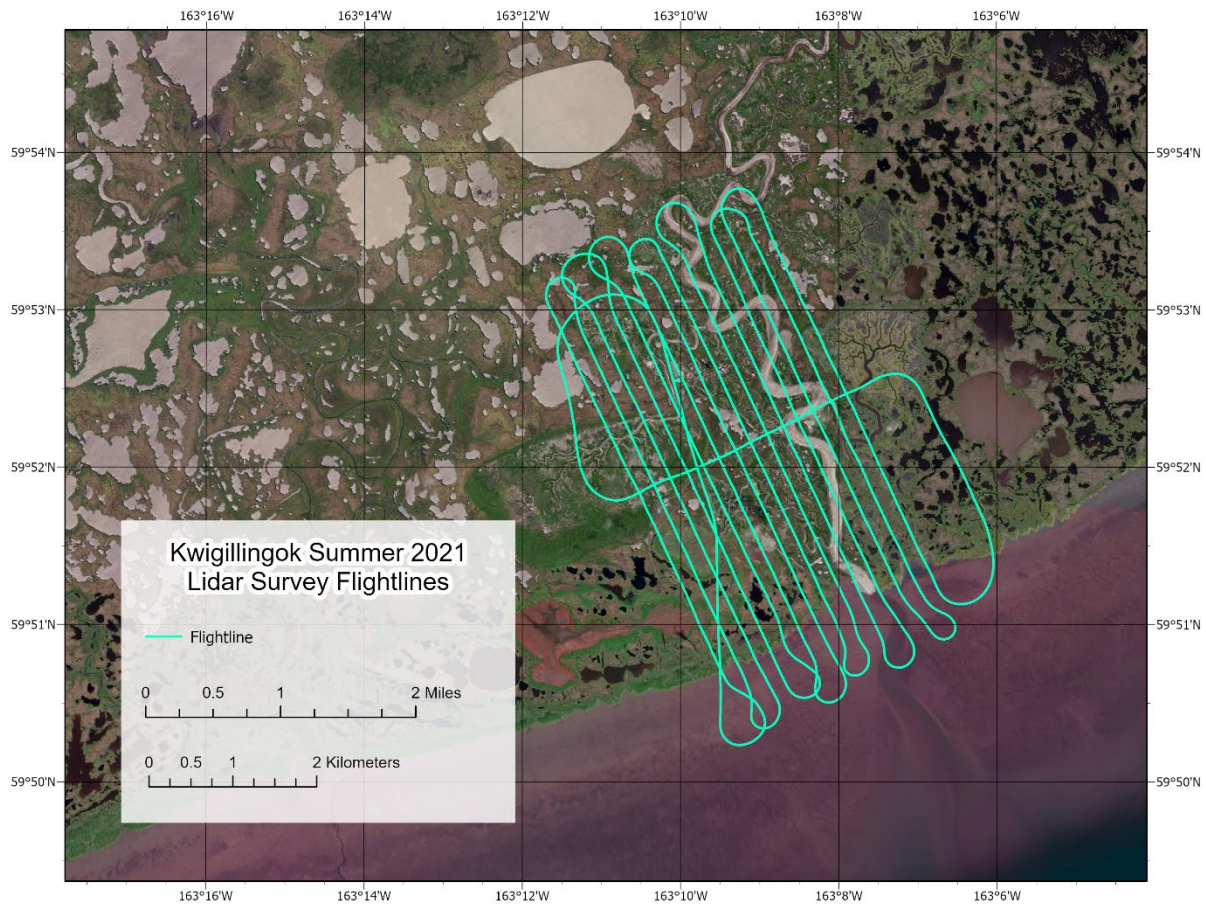 163°16'W 163°14'W 163°12'W 163°10'W 163°8'W 163°6'W
59°54'N 59°54'N
59°53'N 59°53'N
59°52'N 59°52'N
Kwigillingok Summer 2021
Lidar Survey Flightlines
Flightline
59°51'N 59°51'N
0 0.5 1 2 Miles
0 0.5 1 2 Kilometers
59°50'N 59°50'N
163°16'W 163°14'W 163°12'W 163°10'W 163°8'W 163°6'W